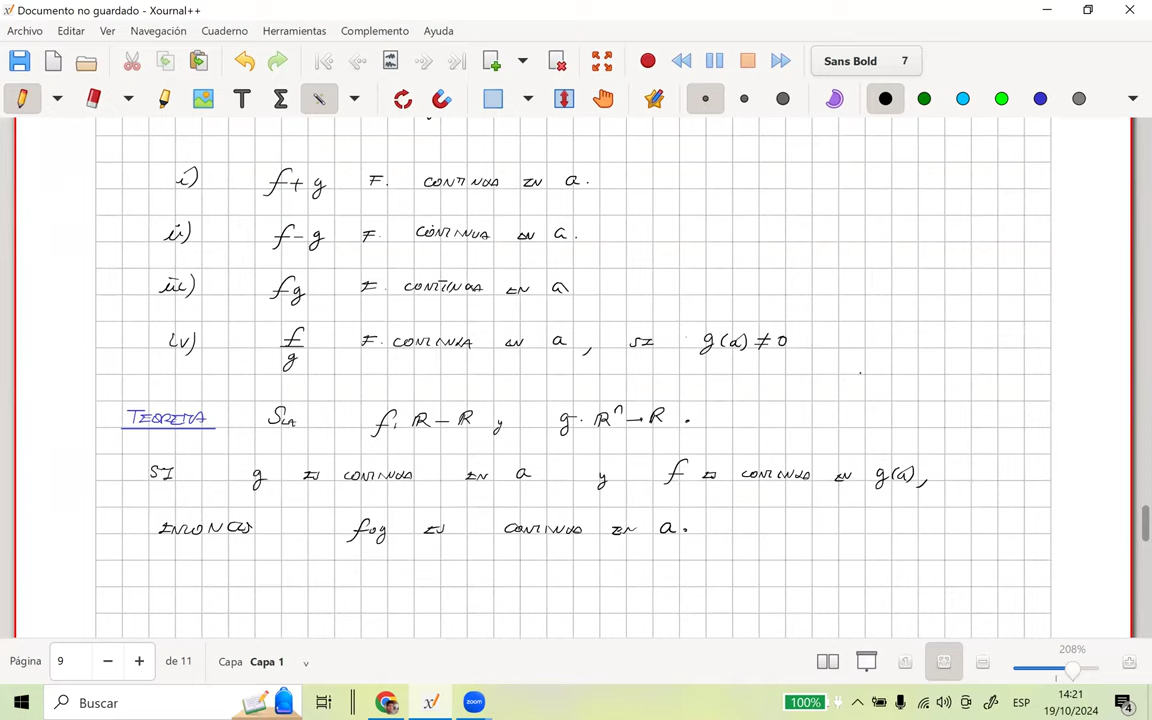 Documento no guardado - Xournal++
Archivo Editar Ver Navegación Cuaderno Herramientas Complemento Ayuda
Sans Bold 7
i) f+g F. CONTINUA EN a.
ii) f-g F. CONTINUA EN a.
iii) fg F. CONTINUA EN a
iv) f/g F. CONTINUA EN a, SI g(a) ≠ 0
TEOREMA SEA f: R → R y g: Rⁿ → R.
SI g ES CONTINUA EN a y f ES CONTINUA EN g(a),
ENTONCES fog ES CONTINUA EN a.
Página 9 de 11 Capa Capa 1 208%
Buscar zoom 100% ESP 14:21
19/10/2024 4